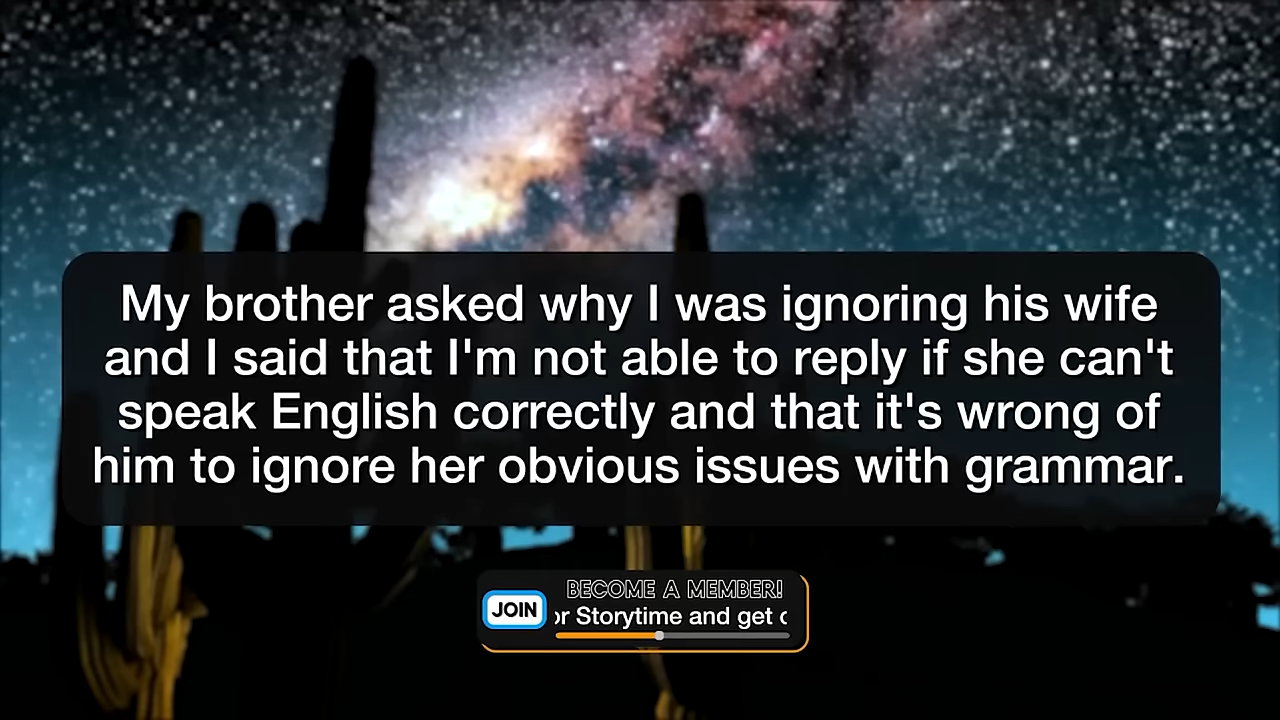 My brother asked why I was ignoring his wife
and I said that I'm not able to reply if she can't
speak English correctly and that it's wrong of
him to ignore her obvious issues with grammar.
BECOME A MEMBER!
JOIN
or Storytime and get